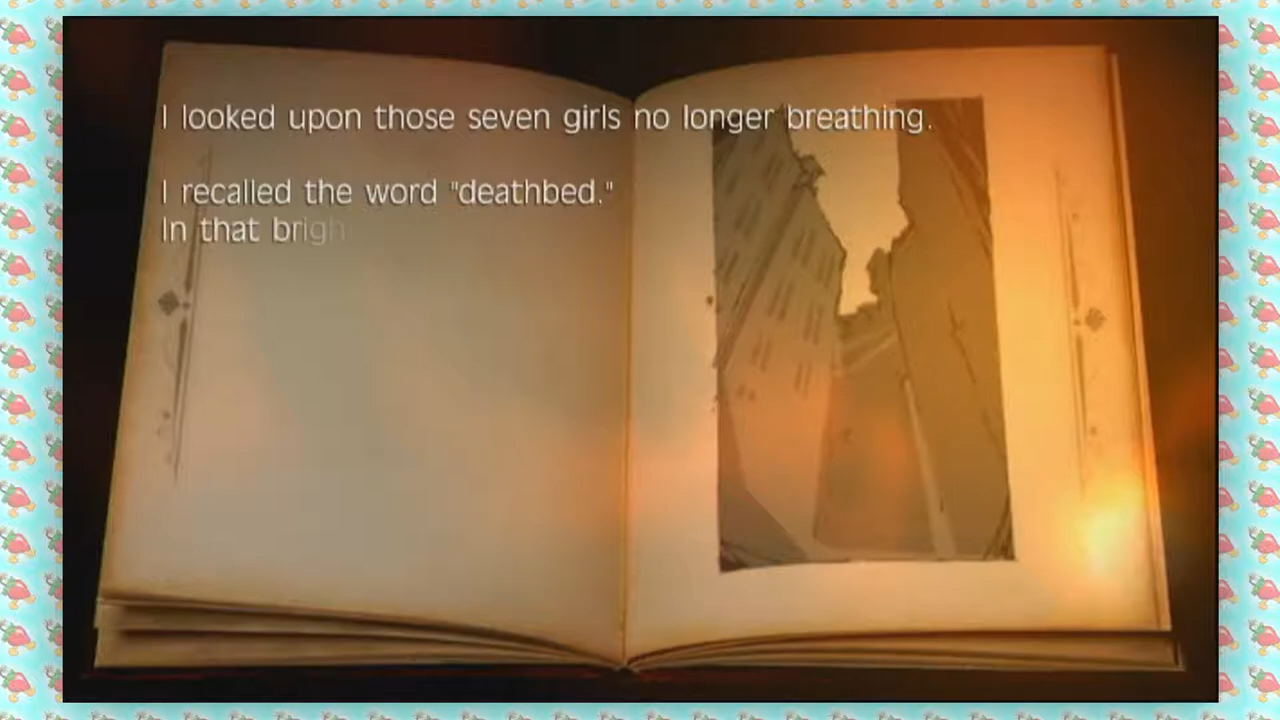 I looked upon those seven girls no longer breathing.
I recalled the word "deathbed."
In that brigh